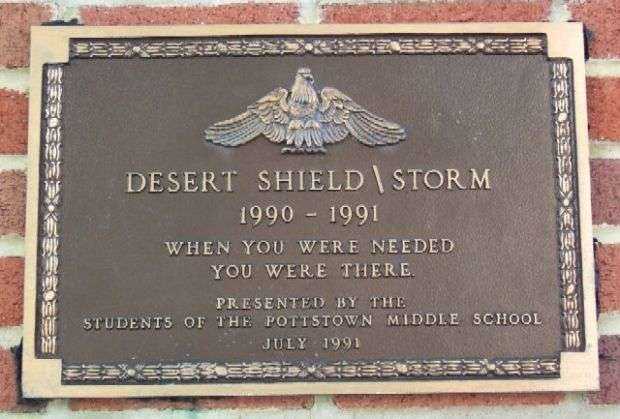 DESERT SHIELD \ STORM
1990 - 1991
WHEN YOU WERE NEEDED
YOU WERE THERE.
PRESENTED BY THE
STUDENTS OF THE POTTSTOWN MIDDLE SCHOOL
JULY 1991